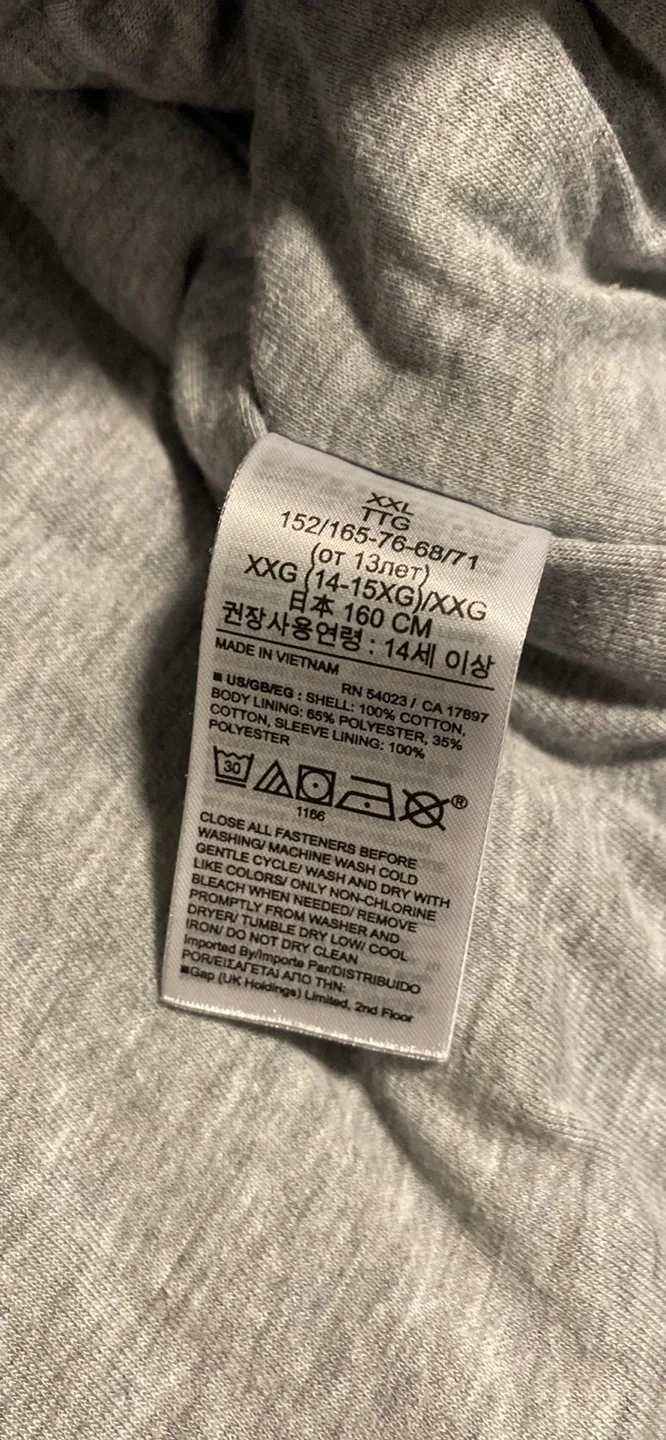 XXL
TTG
152/165-76-68/71
(от 13лет)
XXG (14-15XG)/XXG
日本 160 CM
권장사용연령 : 14세 이상
MADE IN VIETNAM
RN 54023 / CA 17897
■ US/GB/EG : SHELL: 100% COTTON,
BODY LINING: 65% POLYESTER, 35%
COTTON, SLEEVE LINING: 100%
POLYESTER
30
®
1166
CLOSE ALL FASTENERS BEFORE
WASHING/ MACHINE WASH COLD
GENTLE CYCLE/ WASH AND DRY WITH
LIKE COLORS/ ONLY NON-CHLORINE
BLEACH WHEN NEEDED/ REMOVE
PROMPTLY FROM WASHER AND
DRYER/ TUMBLE DRY LOW/ COOL
IRON/ DO NOT DRY CLEAN
Imported By/Importe Par/DISTRIBUIDO
POR/ΕΙΣΑΓΕΤΑΙ ΑΠΟ ΤΗΝ:
■Gap (UK Holdings) Limited, 2nd Floor